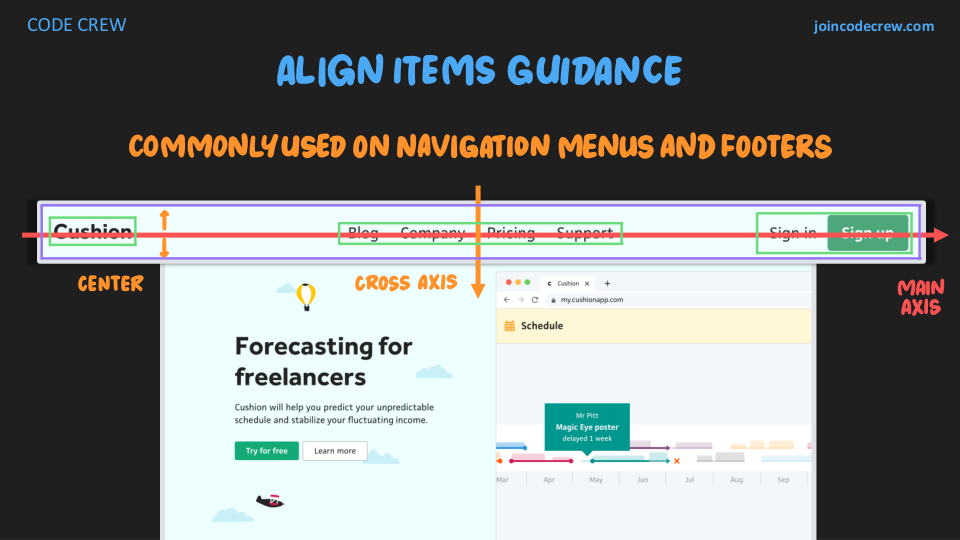 CODE CREW
joincodecrew.com
ALIGN ITEMS GUIDANCE
COMMONLY USED ON NAVIGATION MENUS AND FOOTERS
Cushion
Blog Company Pricing Support
Sign in Sign up
CENTER
CROSS AXIS
MAIN
AXIS
c Cushion × +
my.cushionapp.com
Schedule
Forecasting for
freelancers
Cushion will help you predict your unpredictable
schedule and stabilize your fluctuating income.
Try for free Learn more
Mr Pitt
Magic Eye poster
delayed 1 week
Mar Apr May Jun Jul Aug Sep